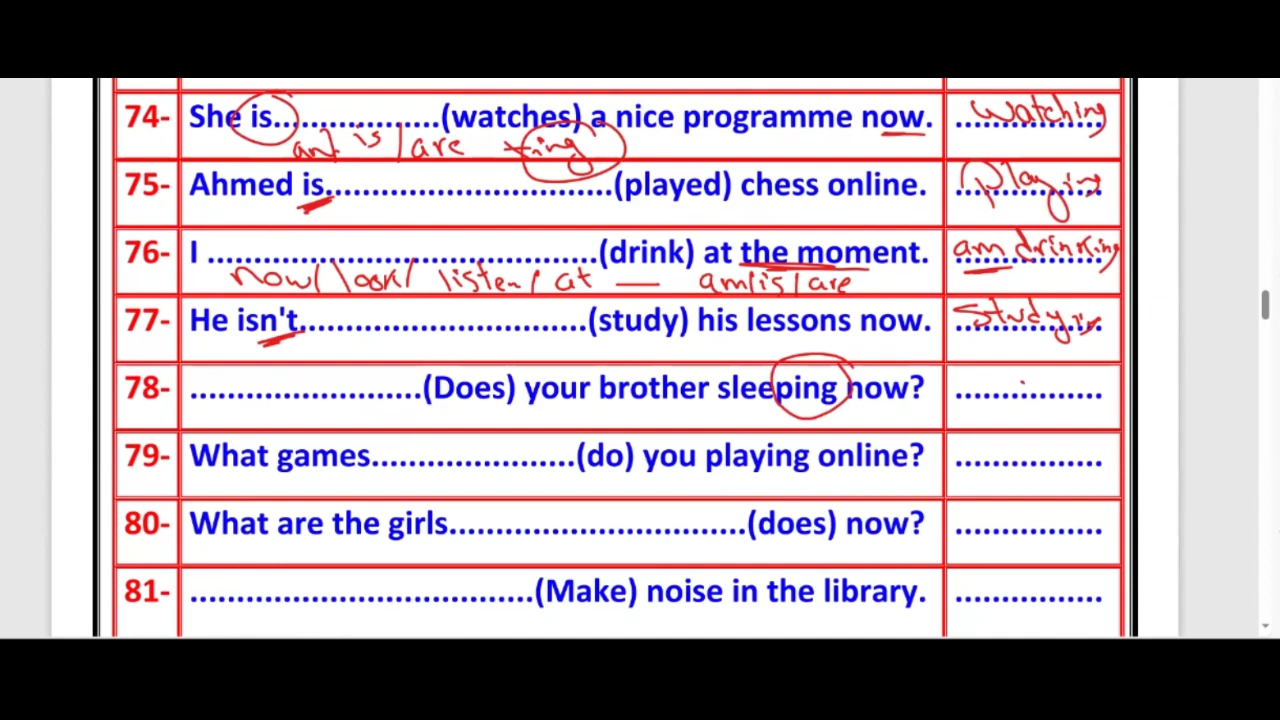 74- She is..................(watches) a nice programme now. watching
am is / are + ing
75- Ahmed is...............................(played) chess online. playing
76- I ..........................................(drink) at the moment. am drinking
now / look / listen / at — am/is/are
77- He isn't...............................(study) his lessons now.
78- .........................(Does) your brother sleeping now? ................
79- What games......................(do) you playing online? ................
80- What are the girls................................(does) now? ................
81- .....................................(Make) noise in the library. ................